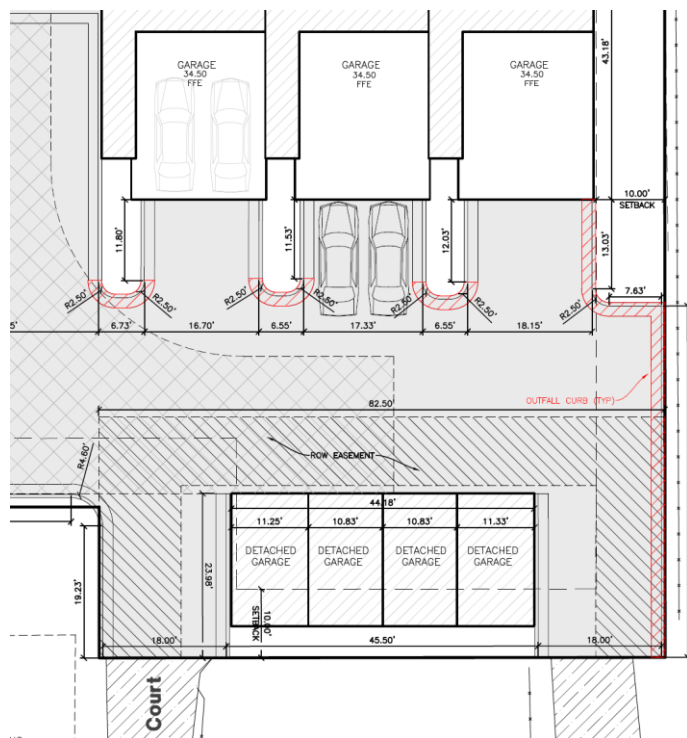 GARAGE
34.50
FFE
GARAGE
34.50
FFE
GARAGE
34.50
FFE
43.18'
10.00'
SETBACK
11.80'
11.53'
12.03'
13.03'
7.63'
R2.50'
R2.50'
R2.50'
R2.50'
R2.50'
R2.50'
R2.50'
5'
6.73'
16.70'
6.55'
17.33'
6.55'
18.15'
OUTFALL CURB (TYP)
82.50'
ROW EASEMENT
R4.60'
44.18'
11.25'
10.83'
10.83'
11.33'
DETACHED
GARAGE
DETACHED
GARAGE
DETACHED
GARAGE
DETACHED
GARAGE
19.23'
23.98'
SETBACK
10.00'
18.00'
45.50'
18.00'
Court